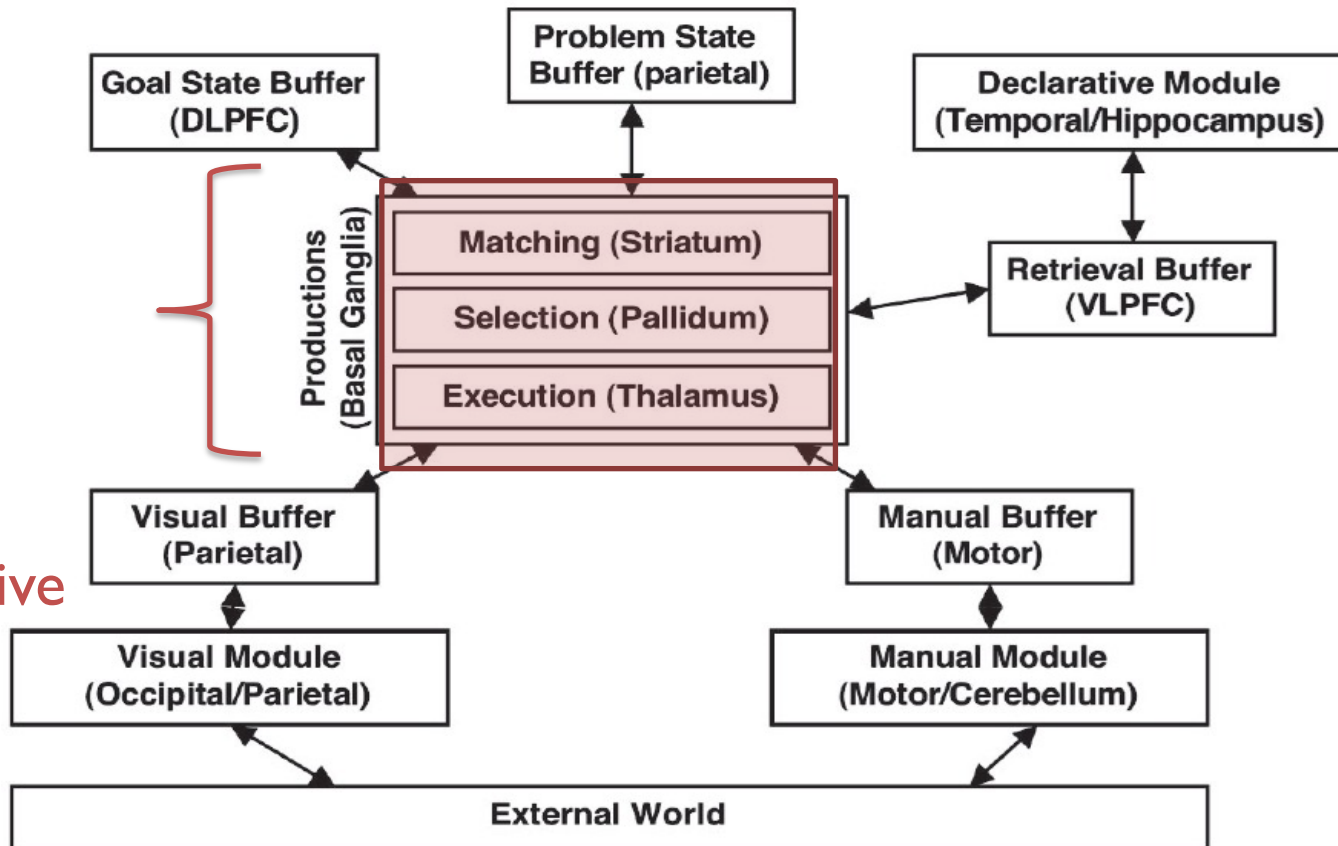 Problem State
Buffer (parietal)
Goal State Buffer
(DLPFC)
Declarative Module
(Temporal/Hippocampus)
Productions
(Basal Ganglia)
Matching (Striatum)
Selection (Pallidum)
Execution (Thalamus)
Retrieval Buffer
(VLPFC)
Visual Buffer
(Parietal)
Manual Buffer
(Motor)
ive
Visual Module
(Occipital/Parietal)
Manual Module
(Motor/Cerebellum)
External World